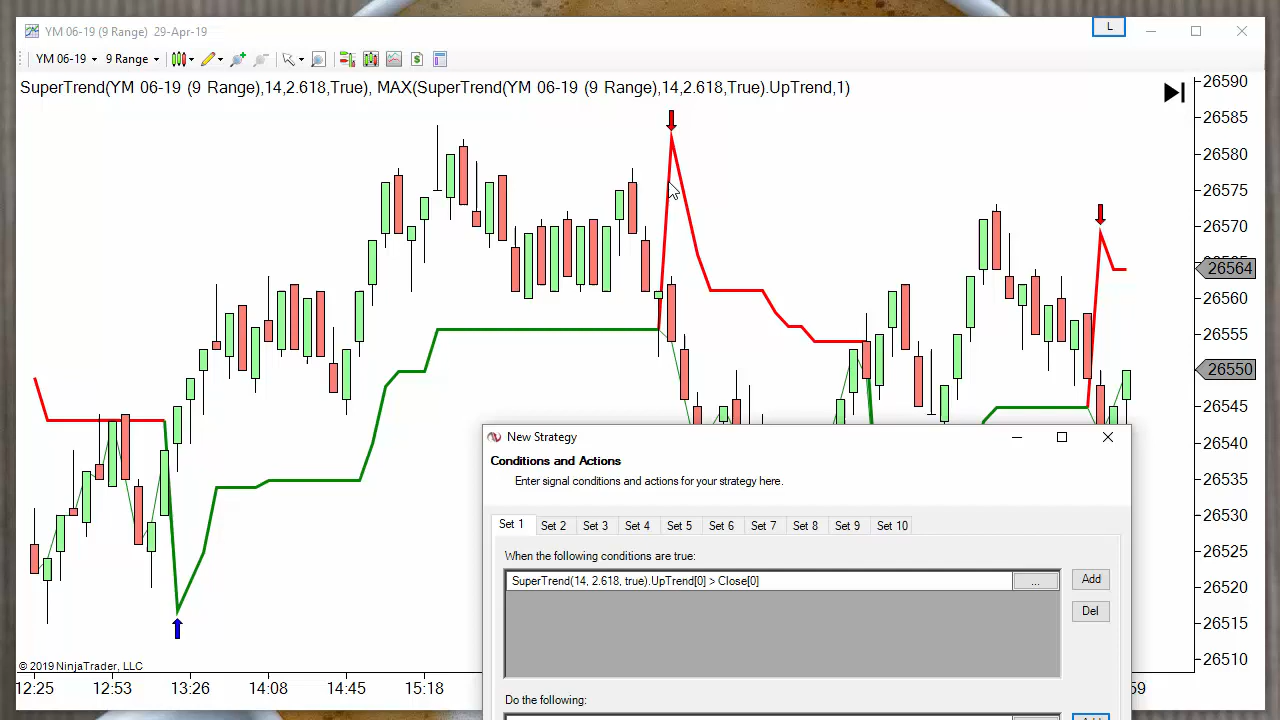 YM 06-19 (9 Range) 29-Apr-19
L
YM 06-19 9 Range
$
SuperTrend(YM 06-19 (9 Range),14,2.618,True), MAX(SuperTrend(YM 06-19 (9 Range),14,2.618,True).UpTrend,1)
26590
26585
26580
26575
26570
26564
26560
26555
26550
26545
26540
26535
26530
26525
26520
26515
26510
New Strategy
Conditions and Actions
Enter signal conditions and actions for your strategy here.
Set 1 Set 2 Set 3 Set 4 Set 5 Set 6 Set 7 Set 8 Set 9 Set 10
When the following conditions are true:
SuperTrend(14, 2.618, true).UpTrend[0] > Close[0] ... Add
Del
Do the following:
© 2019 NinjaTrader, LLC
12:25 12:53 13:26 14:08 14:45 15:18